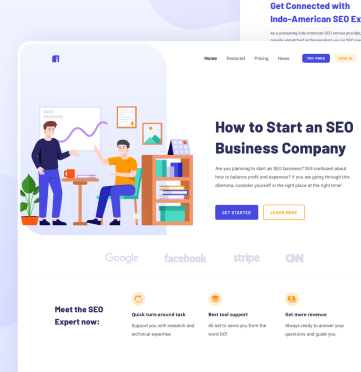 Get Connected with
Indo-American SEO Ex
As a pioneering Indo-American SEO service provider,
Home Featured Pricing News TRY FREE SIGN IN
How to Start an SEO
Business Company
Are you planning to start an SEO business? Still confused about
how to balance profit and expenses? If you are going through this
dilemma, consider yourself in the right place at the right time!
GET STARTED LEARN MORE
Google facebook stripe CNN
Meet the SEO
Expert now:
Quick turn around task
Support you with research and
technical expertise.
Best tool support
All set to serve you from the
word GO!
Get more revenue
Always ready to answer your
questions and guide you.